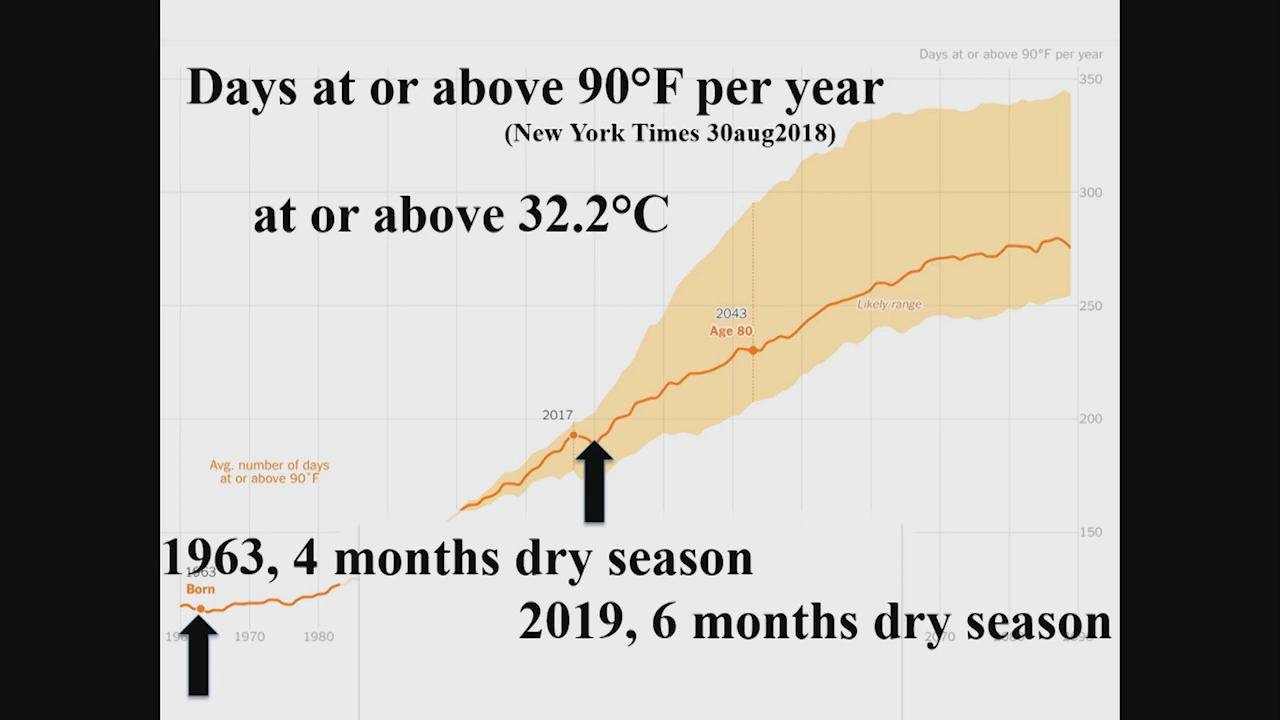 Days at or above 90°F per year
350
Days at or above 90°F per year
(New York Times 30aug2018)
300
at or above 32.2°C
250
Likely range
2043
Age 80
200
2017
Avg. number of days
at or above 90°F
150
1963, 4 months dry season
1963
Born
2019, 6 months dry season
1970
1980
2070